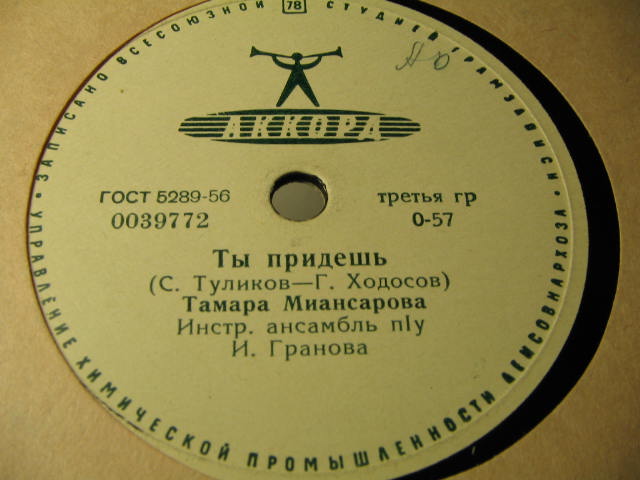 ЗАПИСАНО ВСЕСОЮЗНОЙ 78 СТУДИЕЙ ГРАМЗАПИСИ
АККОРД
ГОСТ 5289-56
третья гр
0039772
0-57
Ты придешь
(С. Туликов—Г. Ходосов)
Тамара Миансарова
Инстр. ансамбль п/у
И. Гранова
УПРАВЛЕНИЕ ХИМИЧЕСКОЙ ПРОМЫШЛЕННОСТИ ЛЕНСОВНАРХОЗА